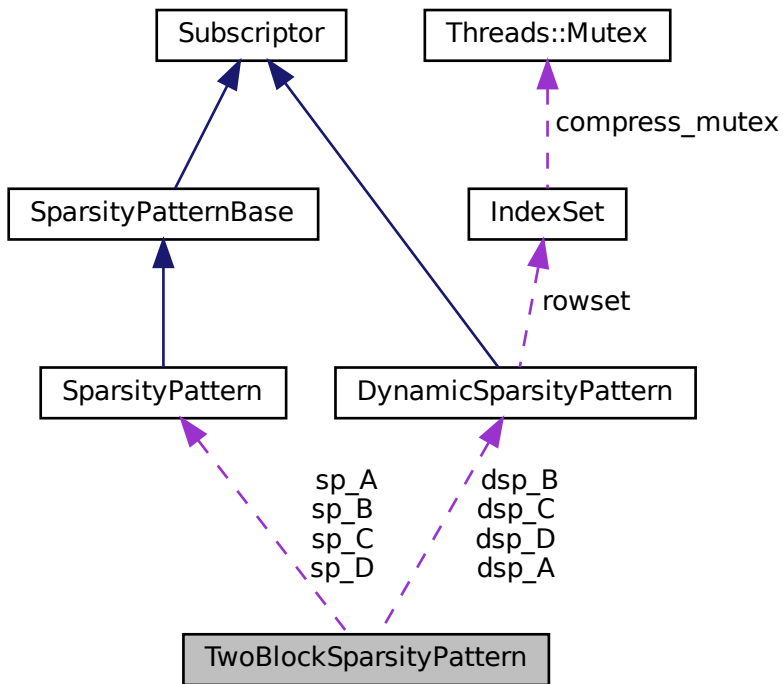 Subscriptor
Threads::Mutex
compress_mutex
SparsityPatternBase
IndexSet
rowset
SparsityPattern
DynamicSparsityPattern
sp_A
sp_B
sp_C
sp_D
dsp_B
dsp_C
dsp_D
dsp_A
TwoBlockSparsityPattern